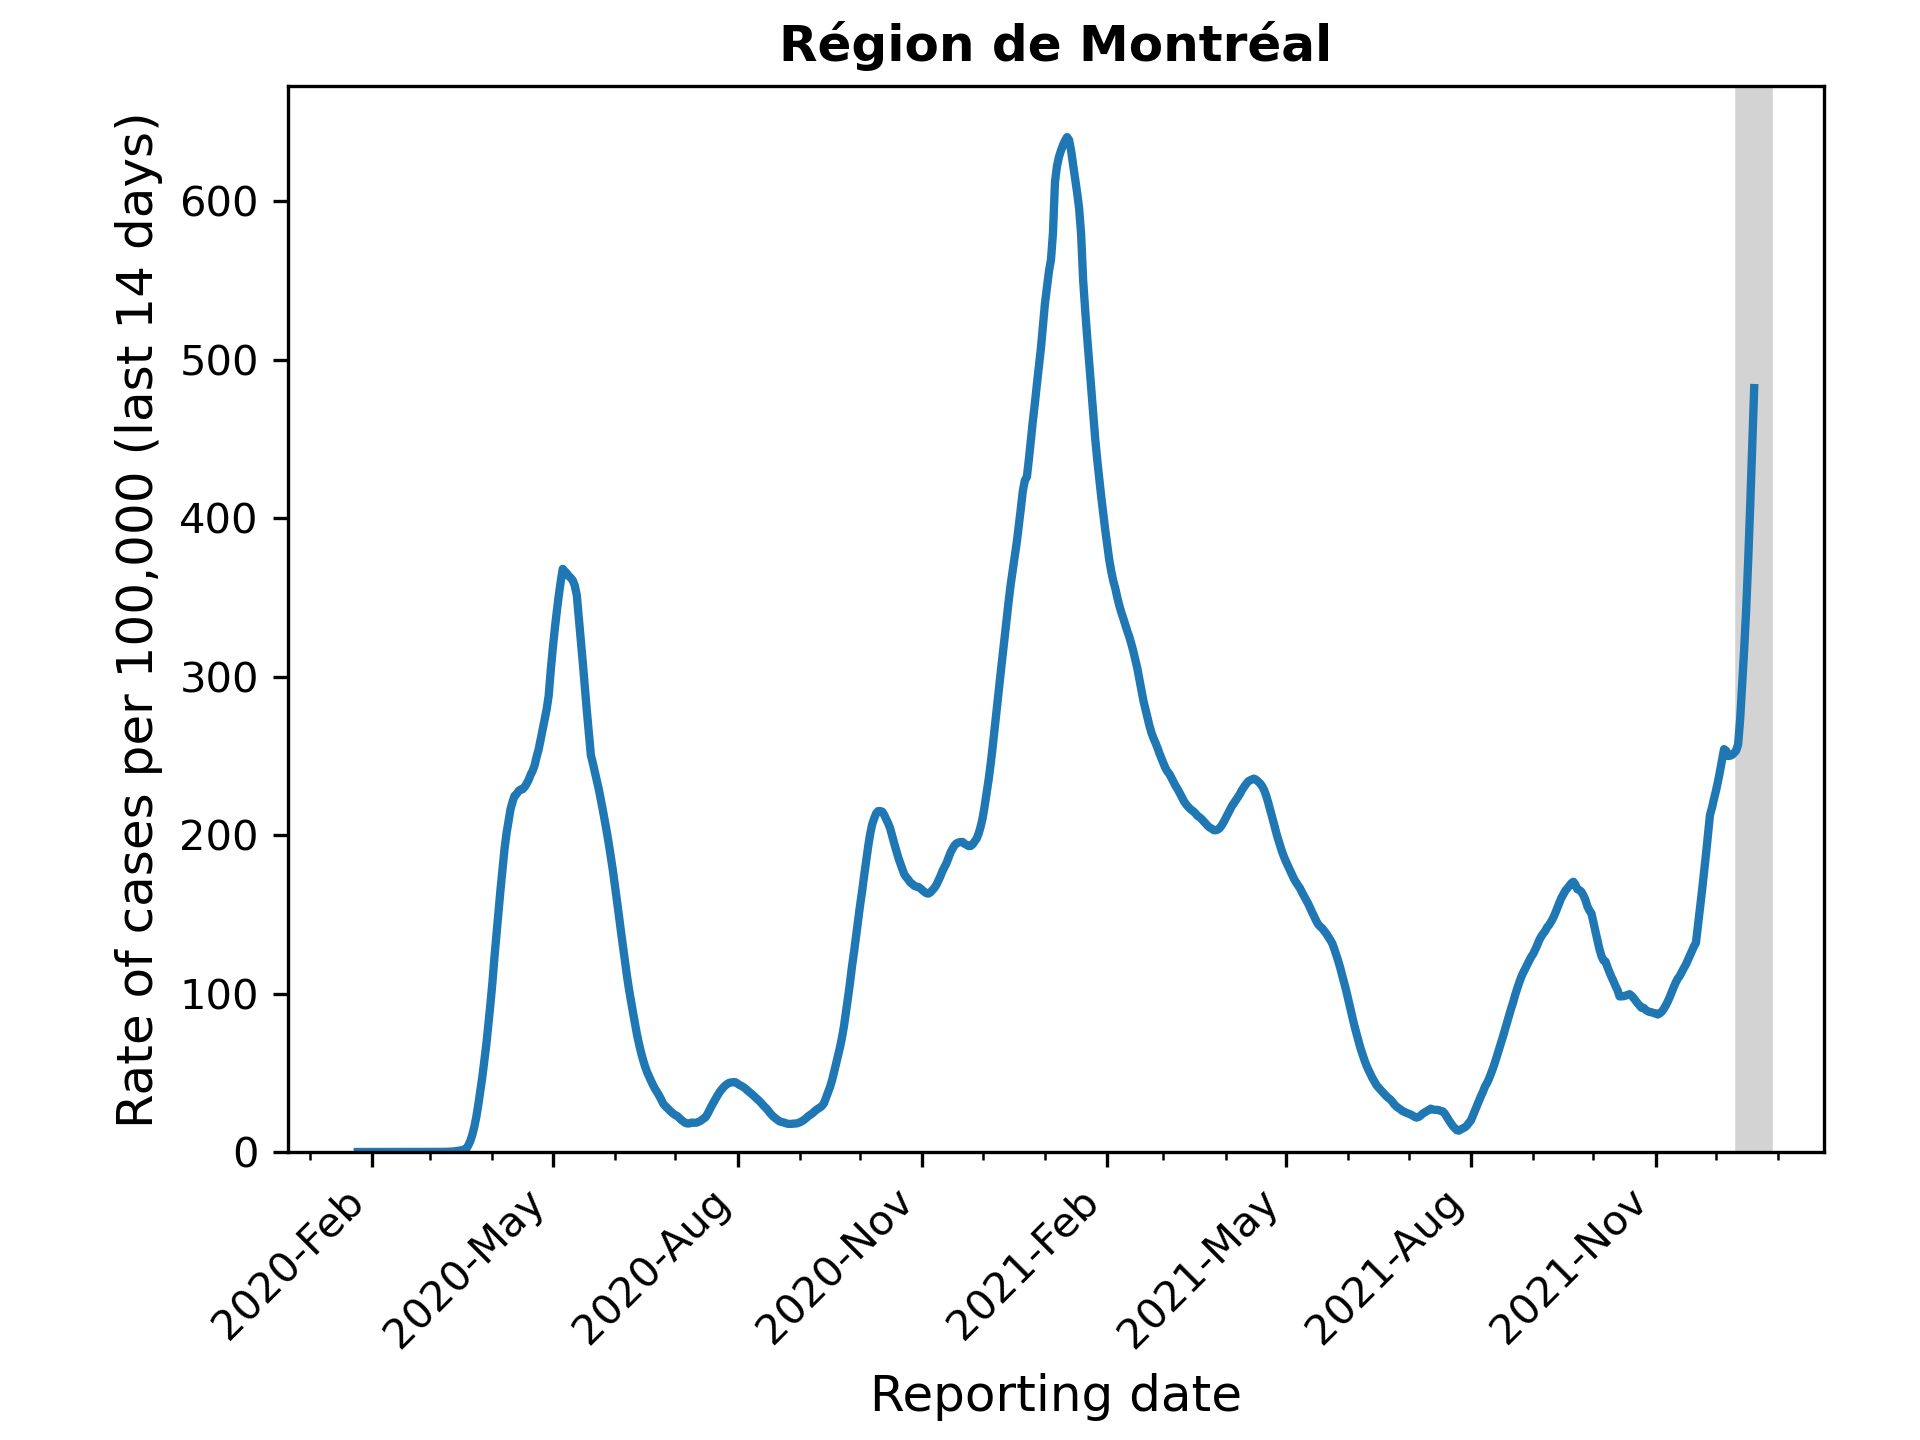 Région de Montréal
Rate of cases per 100,000 (last 14 days)
600
500
400
300
200
100
0
2020-Feb
2020-May
2020-Aug
2020-Nov
2021-Feb
2021-May
2021-Aug
2021-Nov
Reporting date